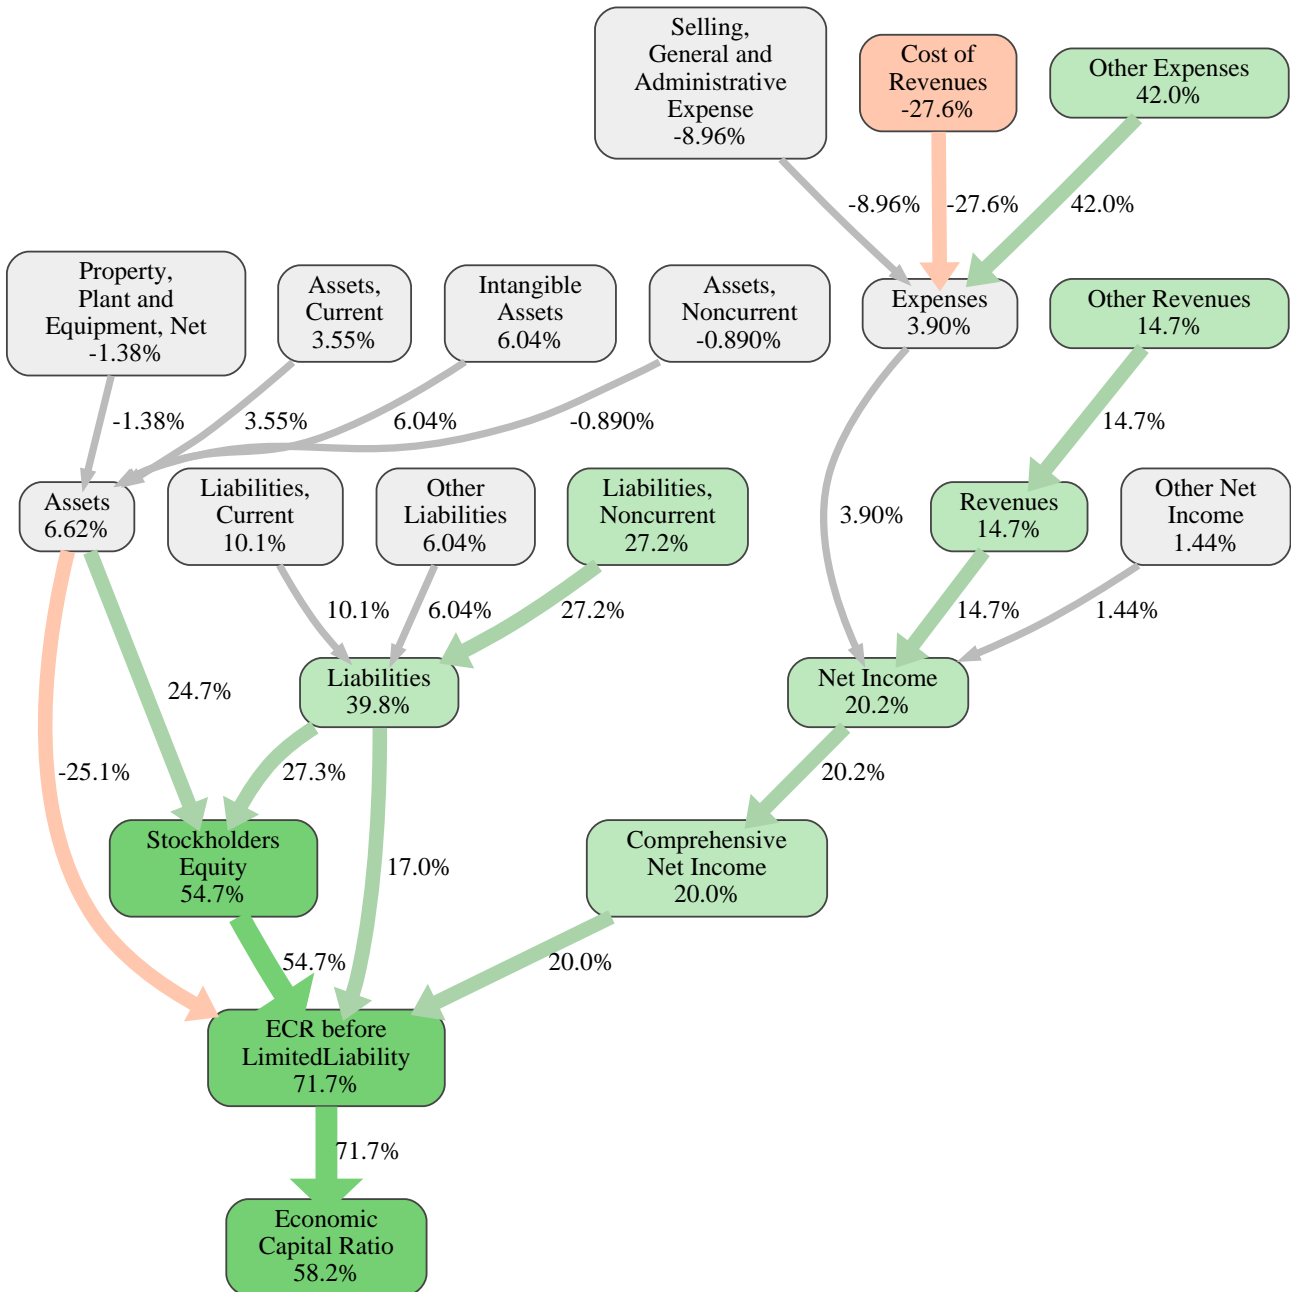 Selling,
General and
Administrative
Expense
-8.96%
Cost of
Revenues
-27.6%
Other Expenses
42.0%
-8.96%
-27.6%
42.0%
Property,
Plant and
Equipment, Net
-1.38%
Assets,
Current
3.55%
Intangible
Assets
6.04%
Assets,
Noncurrent
-0.890%
Expenses
3.90%
Other Revenues
14.7%
-1.38%
3.55%
6.04%
-0.890%
14.7%
Assets
6.62%
Liabilities,
Current
10.1%
Other
Liabilities
6.04%
Liabilities,
Noncurrent
27.2%
3.90%
Revenues
14.7%
Other Net
Income
1.44%
10.1%
6.04%
27.2%
14.7%
1.44%
24.7%
Liabilities
39.8%
Net Income
20.2%
-25.1%
27.3%
20.2%
Stockholders
Equity
54.7%
17.0%
Comprehensive
Net Income
20.0%
54.7%
20.0%
ECR before
LimitedLiability
71.7%
71.7%
Economic
Capital Ratio
58.2%